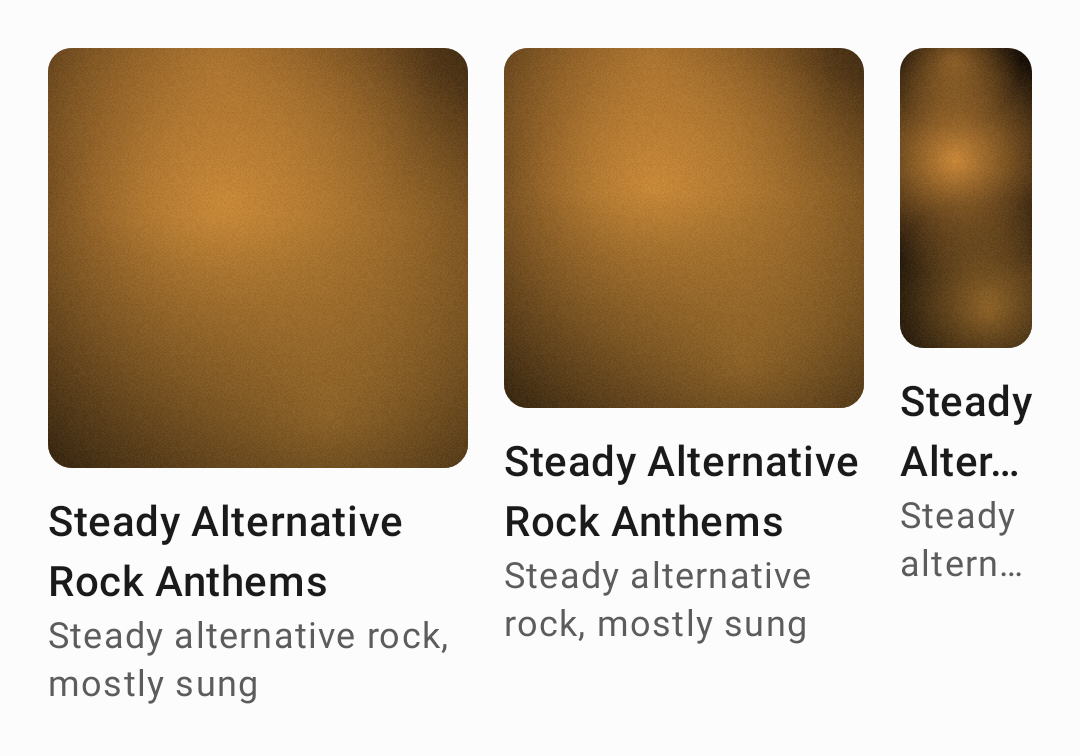 Steady Alternative
Rock Anthems
Steady alternative rock,
mostly sung
Steady Alternative
Rock Anthems
Steady alternative
rock, mostly sung
Steady
Alter…
Steady
altern…